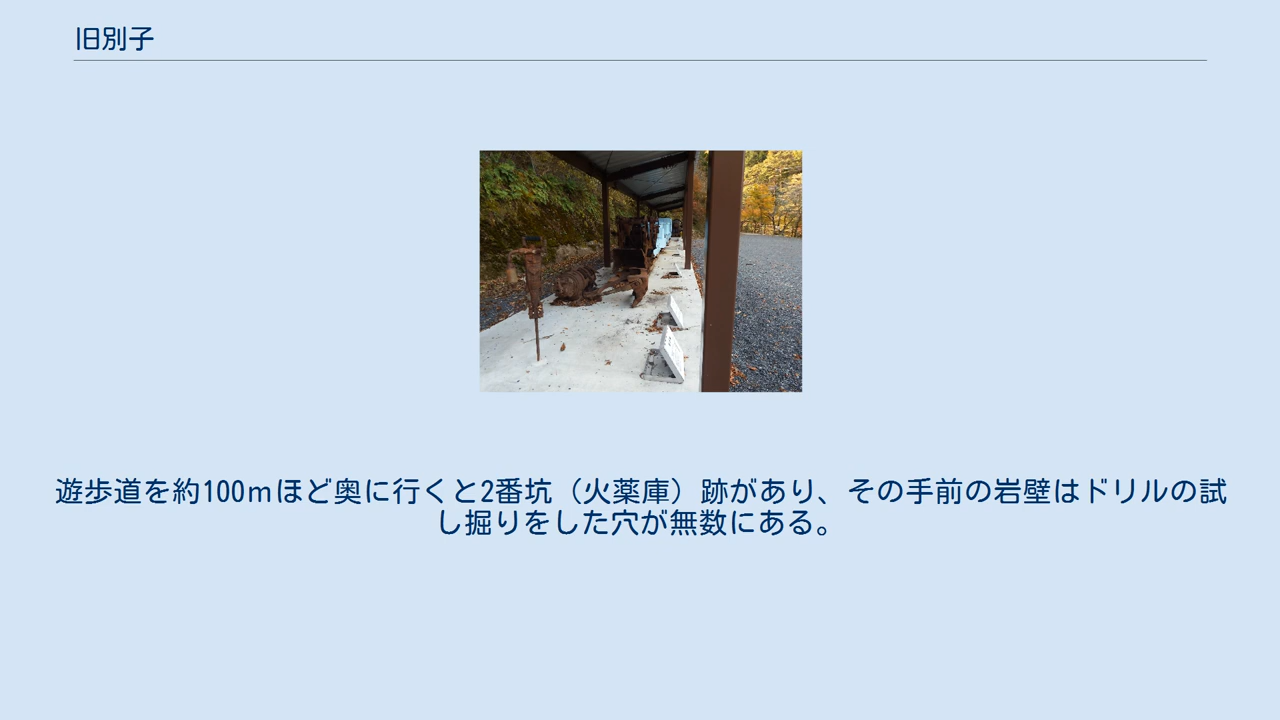 旧別子
遊歩道を約100ｍほど奥に行くと2番坑（火薬庫）跡があり、その手前の岩壁はドリルの試
し掘りをした穴が無数にある。